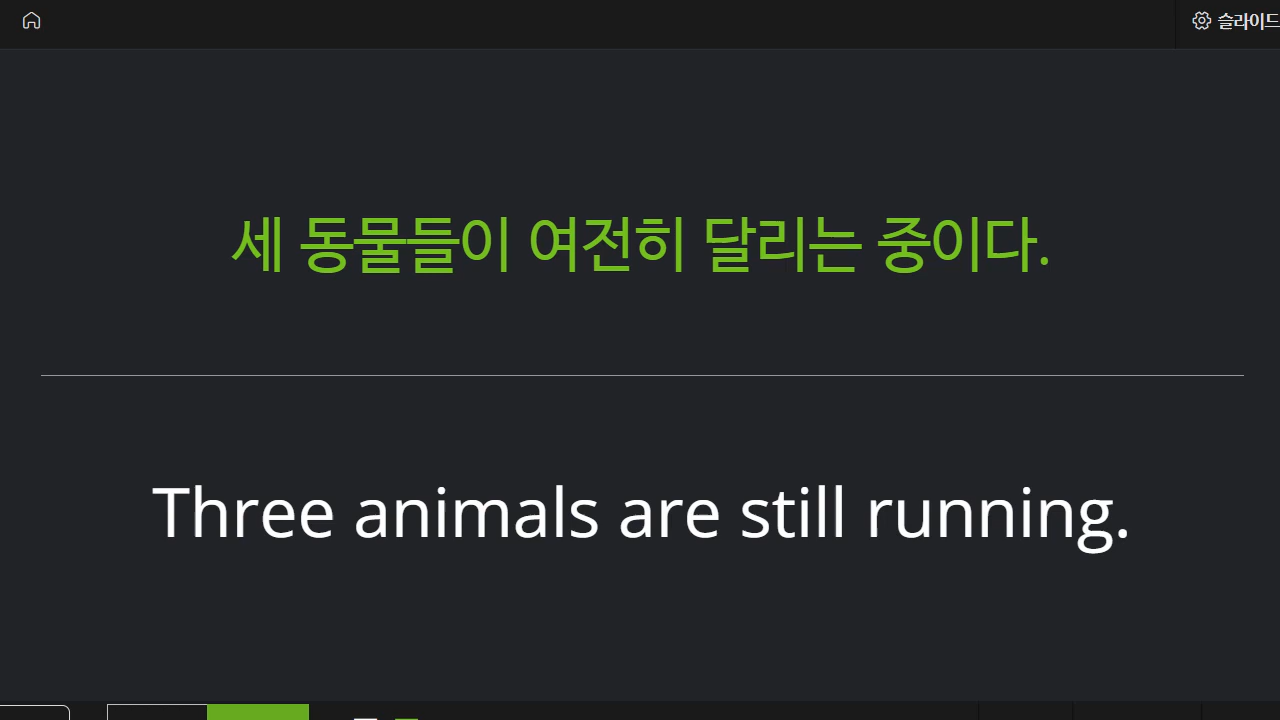 슬라이드
세 동물들이 여전히 달리는 중이다.
Three animals are still running.